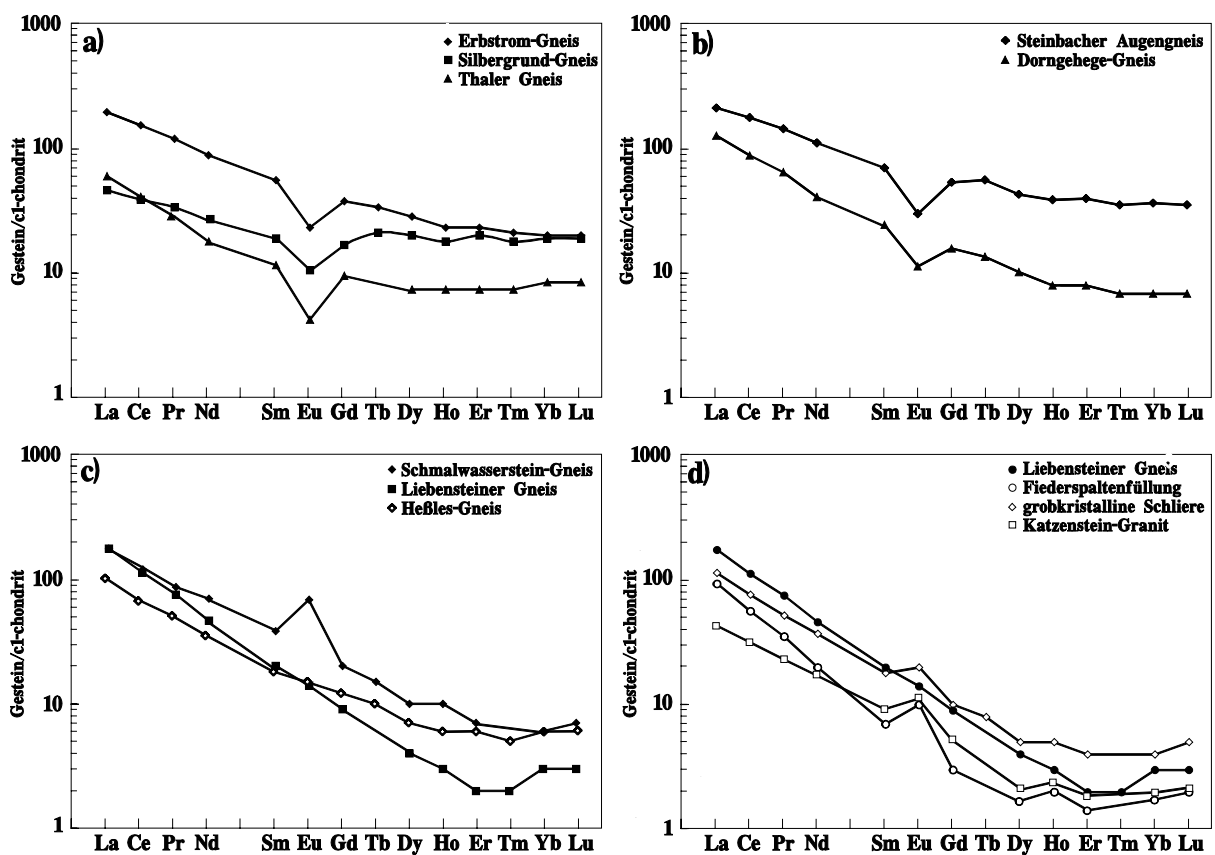 a)
1000
100
10
1
Gestein/c1-chondrit
Erbstrom-Gneis
Silbergrund-Gneis
Thaler Gneis
La Ce Pr Nd Sm Eu Gd Tb Dy Ho Er Tm Yb Lu
b)
1000
100
10
1
Gestein/c1-chondrit
Steinbacher Augengneis
Dorngehege-Gneis
La Ce Pr Nd Sm Eu Gd Tb Dy Ho Er Tm Yb Lu
c)
1000
100
10
1
Gestein/c1-chondrit
Schmalwasserstein-Gneis
Liebensteiner Gneis
Heßles-Gneis
La Ce Pr Nd Sm Eu Gd Tb Dy Ho Er Tm Yb Lu
d)
1000
100
10
1
Gestein/c1-chondrit
Liebensteiner Gneis
Fiederspaltenfüllung
grobkristalline Schliere
Katzenstein-Granit
La Ce Pr Nd Sm Eu Gd Tb Dy Ho Er Tm Yb Lu